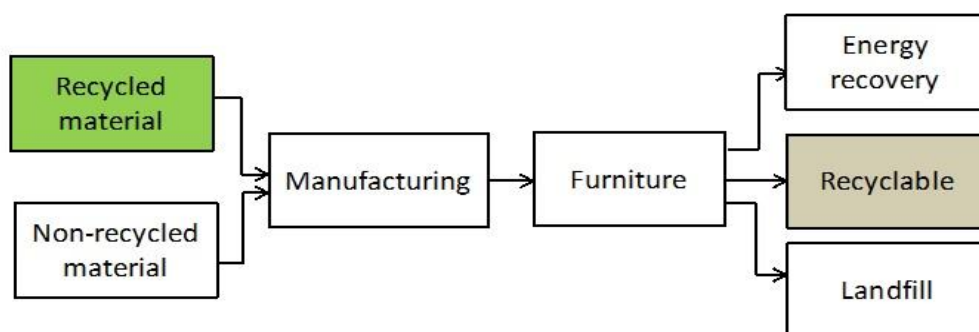 Recycled
material
Non-recycled
material
Manufacturing
Furniture
Energy
recovery
Recyclable
Landfill